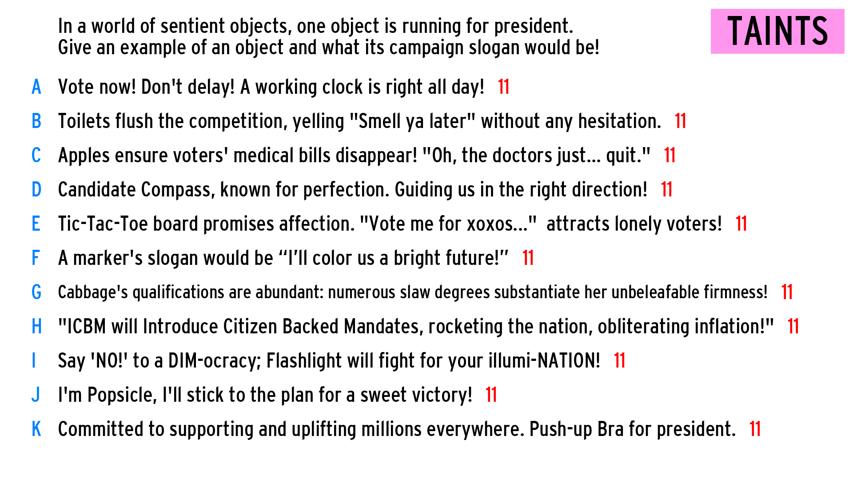 In a world of sentient objects, one object is running for president.
Give an example of an object and what its campaign slogan would be!
TAINTS
A Vote now! Don't delay! A working clock is right all day! 11
B Toilets flush the competition, yelling "Smell ya later" without any hesitation. 11
C Apples ensure voters' medical bills disappear! "Oh, the doctors just... quit." 11
D Candidate Compass, known for perfection. Guiding us in the right direction! 11
E Tic-Tac-Toe board promises affection. "Vote me for xoxos..." attracts lonely voters! 11
F A marker's slogan would be “I’ll color us a bright future!” 11
G Cabbage's qualifications are abundant: numerous slaw degrees substantiate her unbeleafable firmness! 11
H "ICBM will Introduce Citizen Backed Mandates, rocketing the nation, obliterating inflation!" 11
I Say 'NO!' to a DIM-ocracy; Flashlight will fight for your illumi-NATION! 11
J I'm Popsicle, I'll stick to the plan for a sweet victory! 11
K Committed to supporting and uplifting millions everywhere. Push-up Bra for president. 11